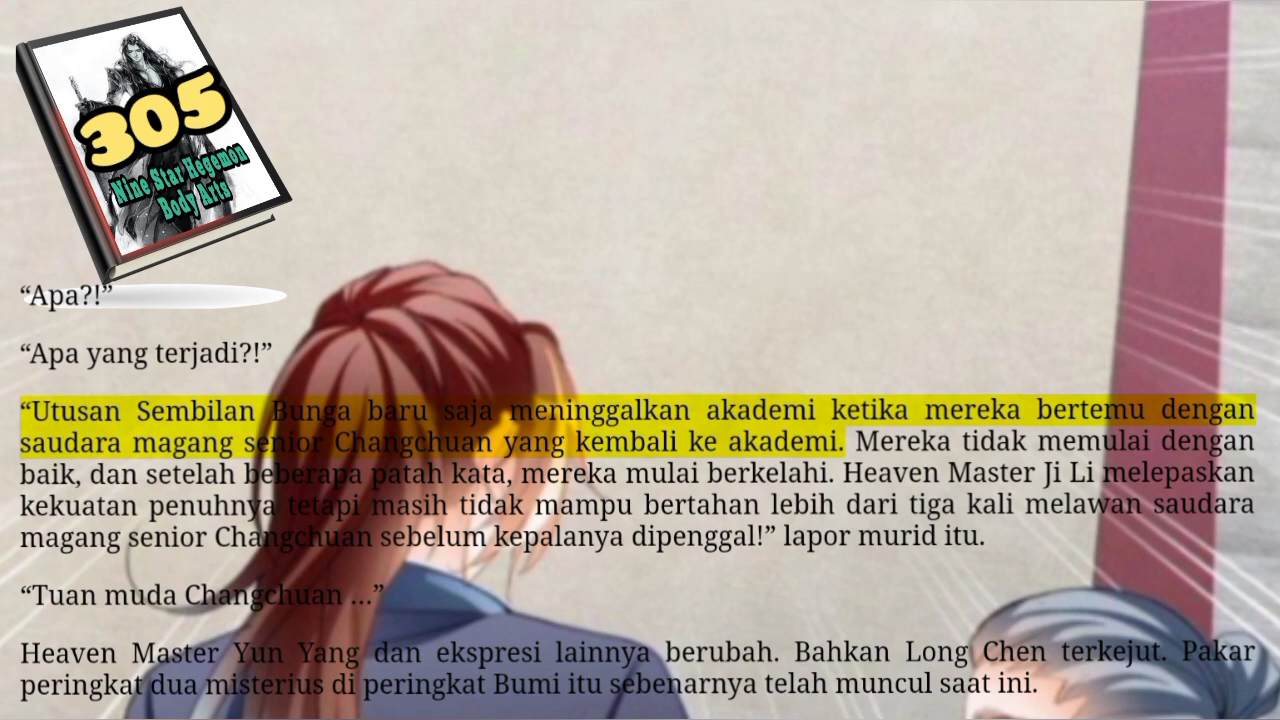 305
Nine Star Hegemon
Body Arts
“Apa?!”
“Apa yang terjadi?!”
“Utusan Sembilan Bunga baru saja meninggalkan akademi ketika mereka bertemu dengan
saudara magang senior Changchuan yang kembali ke akademi. Mereka tidak memulai dengan
baik, dan setelah beberapa patah kata, mereka mulai berkelahi. Heaven Master Ji Li melepaskan
kekuatan penuhnya tetapi masih tidak mampu bertahan lebih dari tiga kali melawan saudara
magang senior Changchuan sebelum kepalanya dipenggal!” lapor murid itu.
“Tuan muda Changchuan ...”
Heaven Master Yun Yang dan ekspresi lainnya berubah. Bahkan Long Chen terkejut. Pakar
peringkat dua misterius di peringkat Bumi itu sebenarnya telah muncul saat ini.